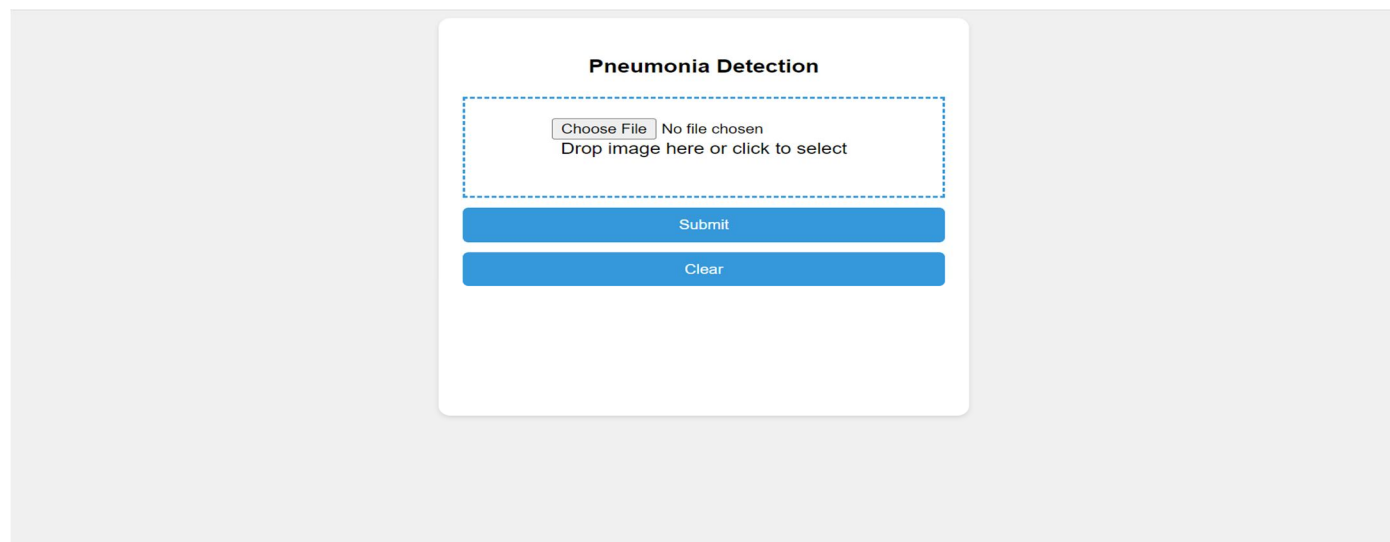 Pneumonia Detection
Choose File No file chosen
Drop image here or click to select
Submit
Clear